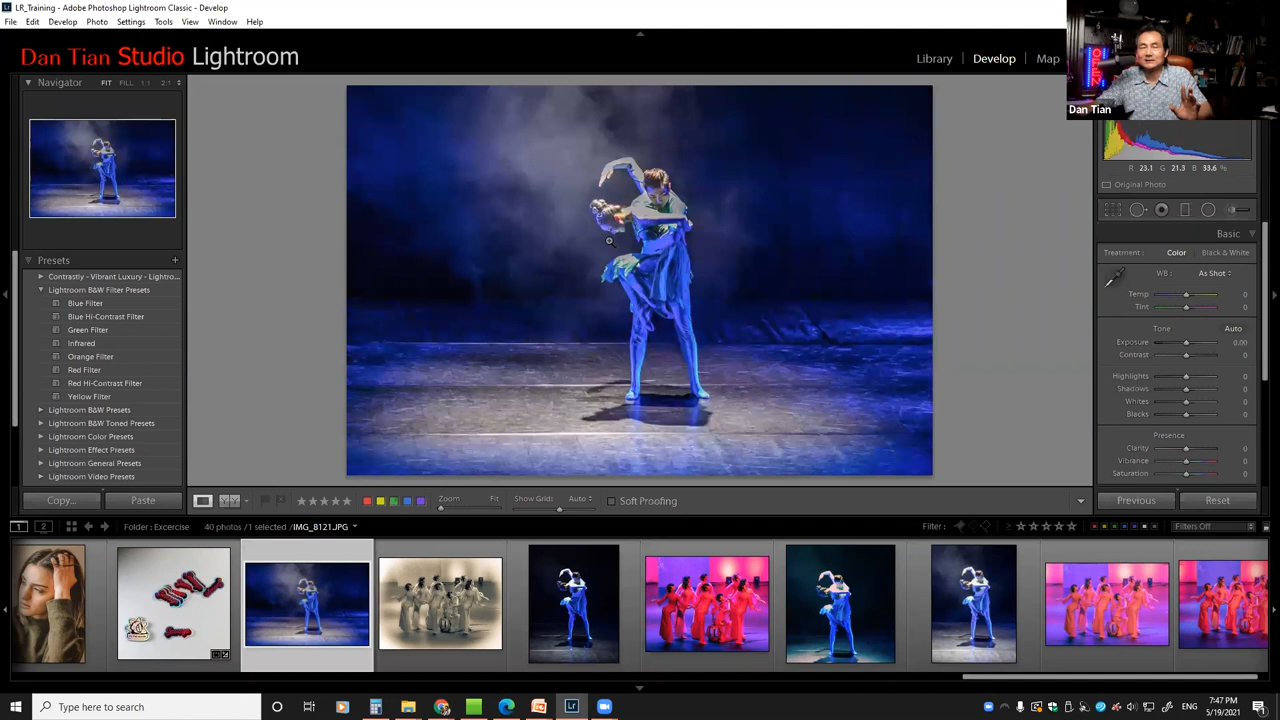 LR_Training - Adobe Photoshop Lightroom Classic - Develop
File Edit Develop Photo Settings Tools View Window Help
Dan Tian Studio Lightroom
Library Develop Map
Dan Tian
Navigator FIT FILL 1:1 2:1
R 23.1 G 21.3 B 33.6 %
Original Photo
Basic
Treatment: Color Black & White
WB: As Shot
Temp 0
Tint 0
Tone Auto
Exposure 0.00
Contrast 0
Highlights 0
Shadows 0
Whites 0
Blacks 0
Presence
Clarity 0
Vibrance 0
Saturation 0
Previous Reset
Presets
Contrastly - Vibrant Luxury - Lightro...
Lightroom B&W Filter Presets
Blue Filter
Blue Hi-Contrast Filter
Green Filter
Infrared
Orange Filter
Red Filter
Red Hi-Contrast Filter
Yellow Filter
Lightroom B&W Presets
Lightroom B&W Toned Presets
Lightroom Color Presets
Lightroom Effect Presets
Lightroom General Presets
Lightroom Video Presets
Copy... Paste
Zoom Fit Show Grids: Auto Soft Proofing
1 2 Folder : Excercise 40 photos /1 selected /IMG_8121.JPG Filter : Filters Off
Type here to search
ENG
7:47 PM
5/19/2021